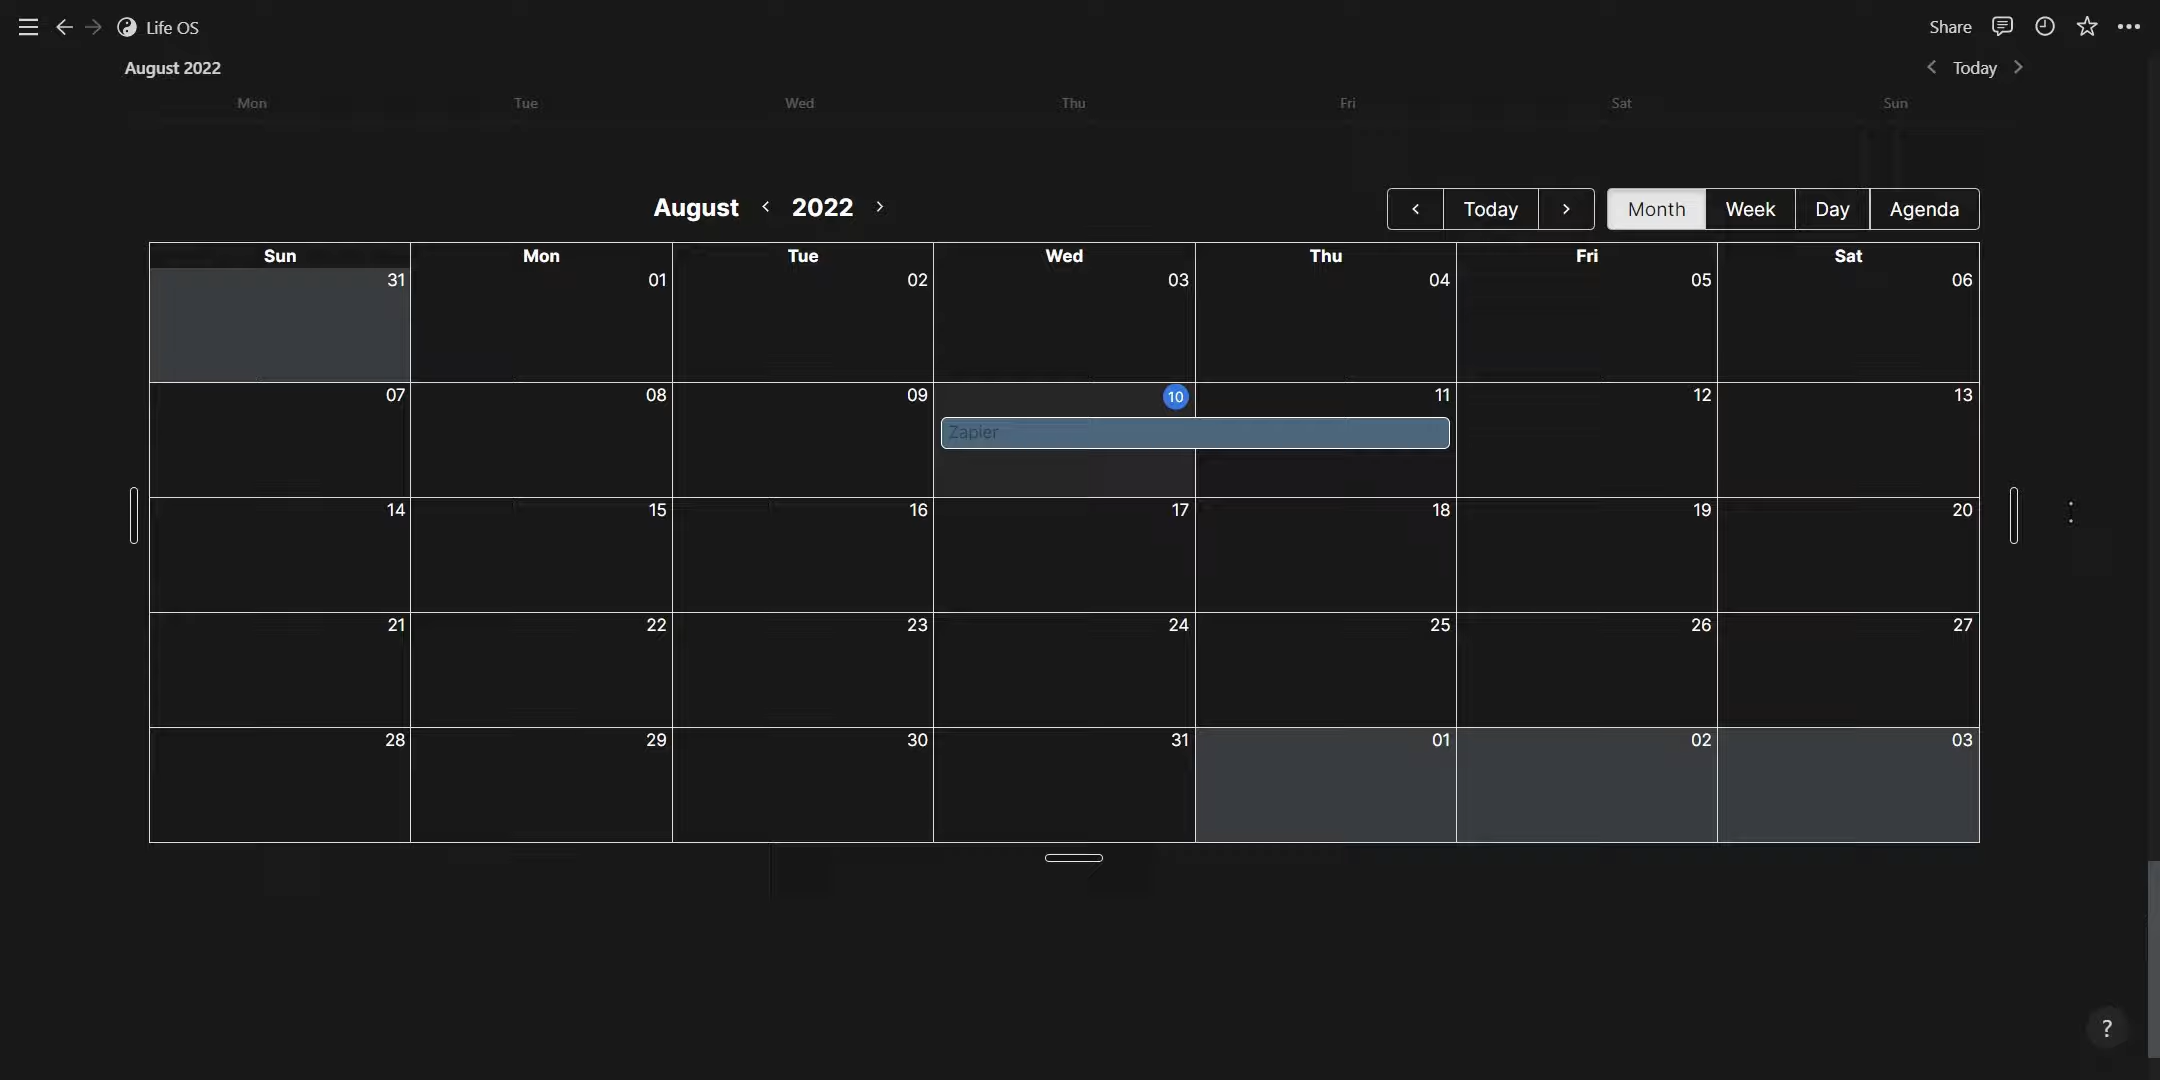 Life OS
Share
August 2022
Today
Mon Tue Wed Thu Fri Sat Sun
August 2022
Today
Month Week Day Agenda
Sun Mon Tue Wed Thu Fri Sat
31 01 02 03 04 05 06
07 08 09 10 11 12 13
Zapier
14 15 16 17 18 19 20
21 22 23 24 25 26 27
28 29 30 31 01 02 03
?